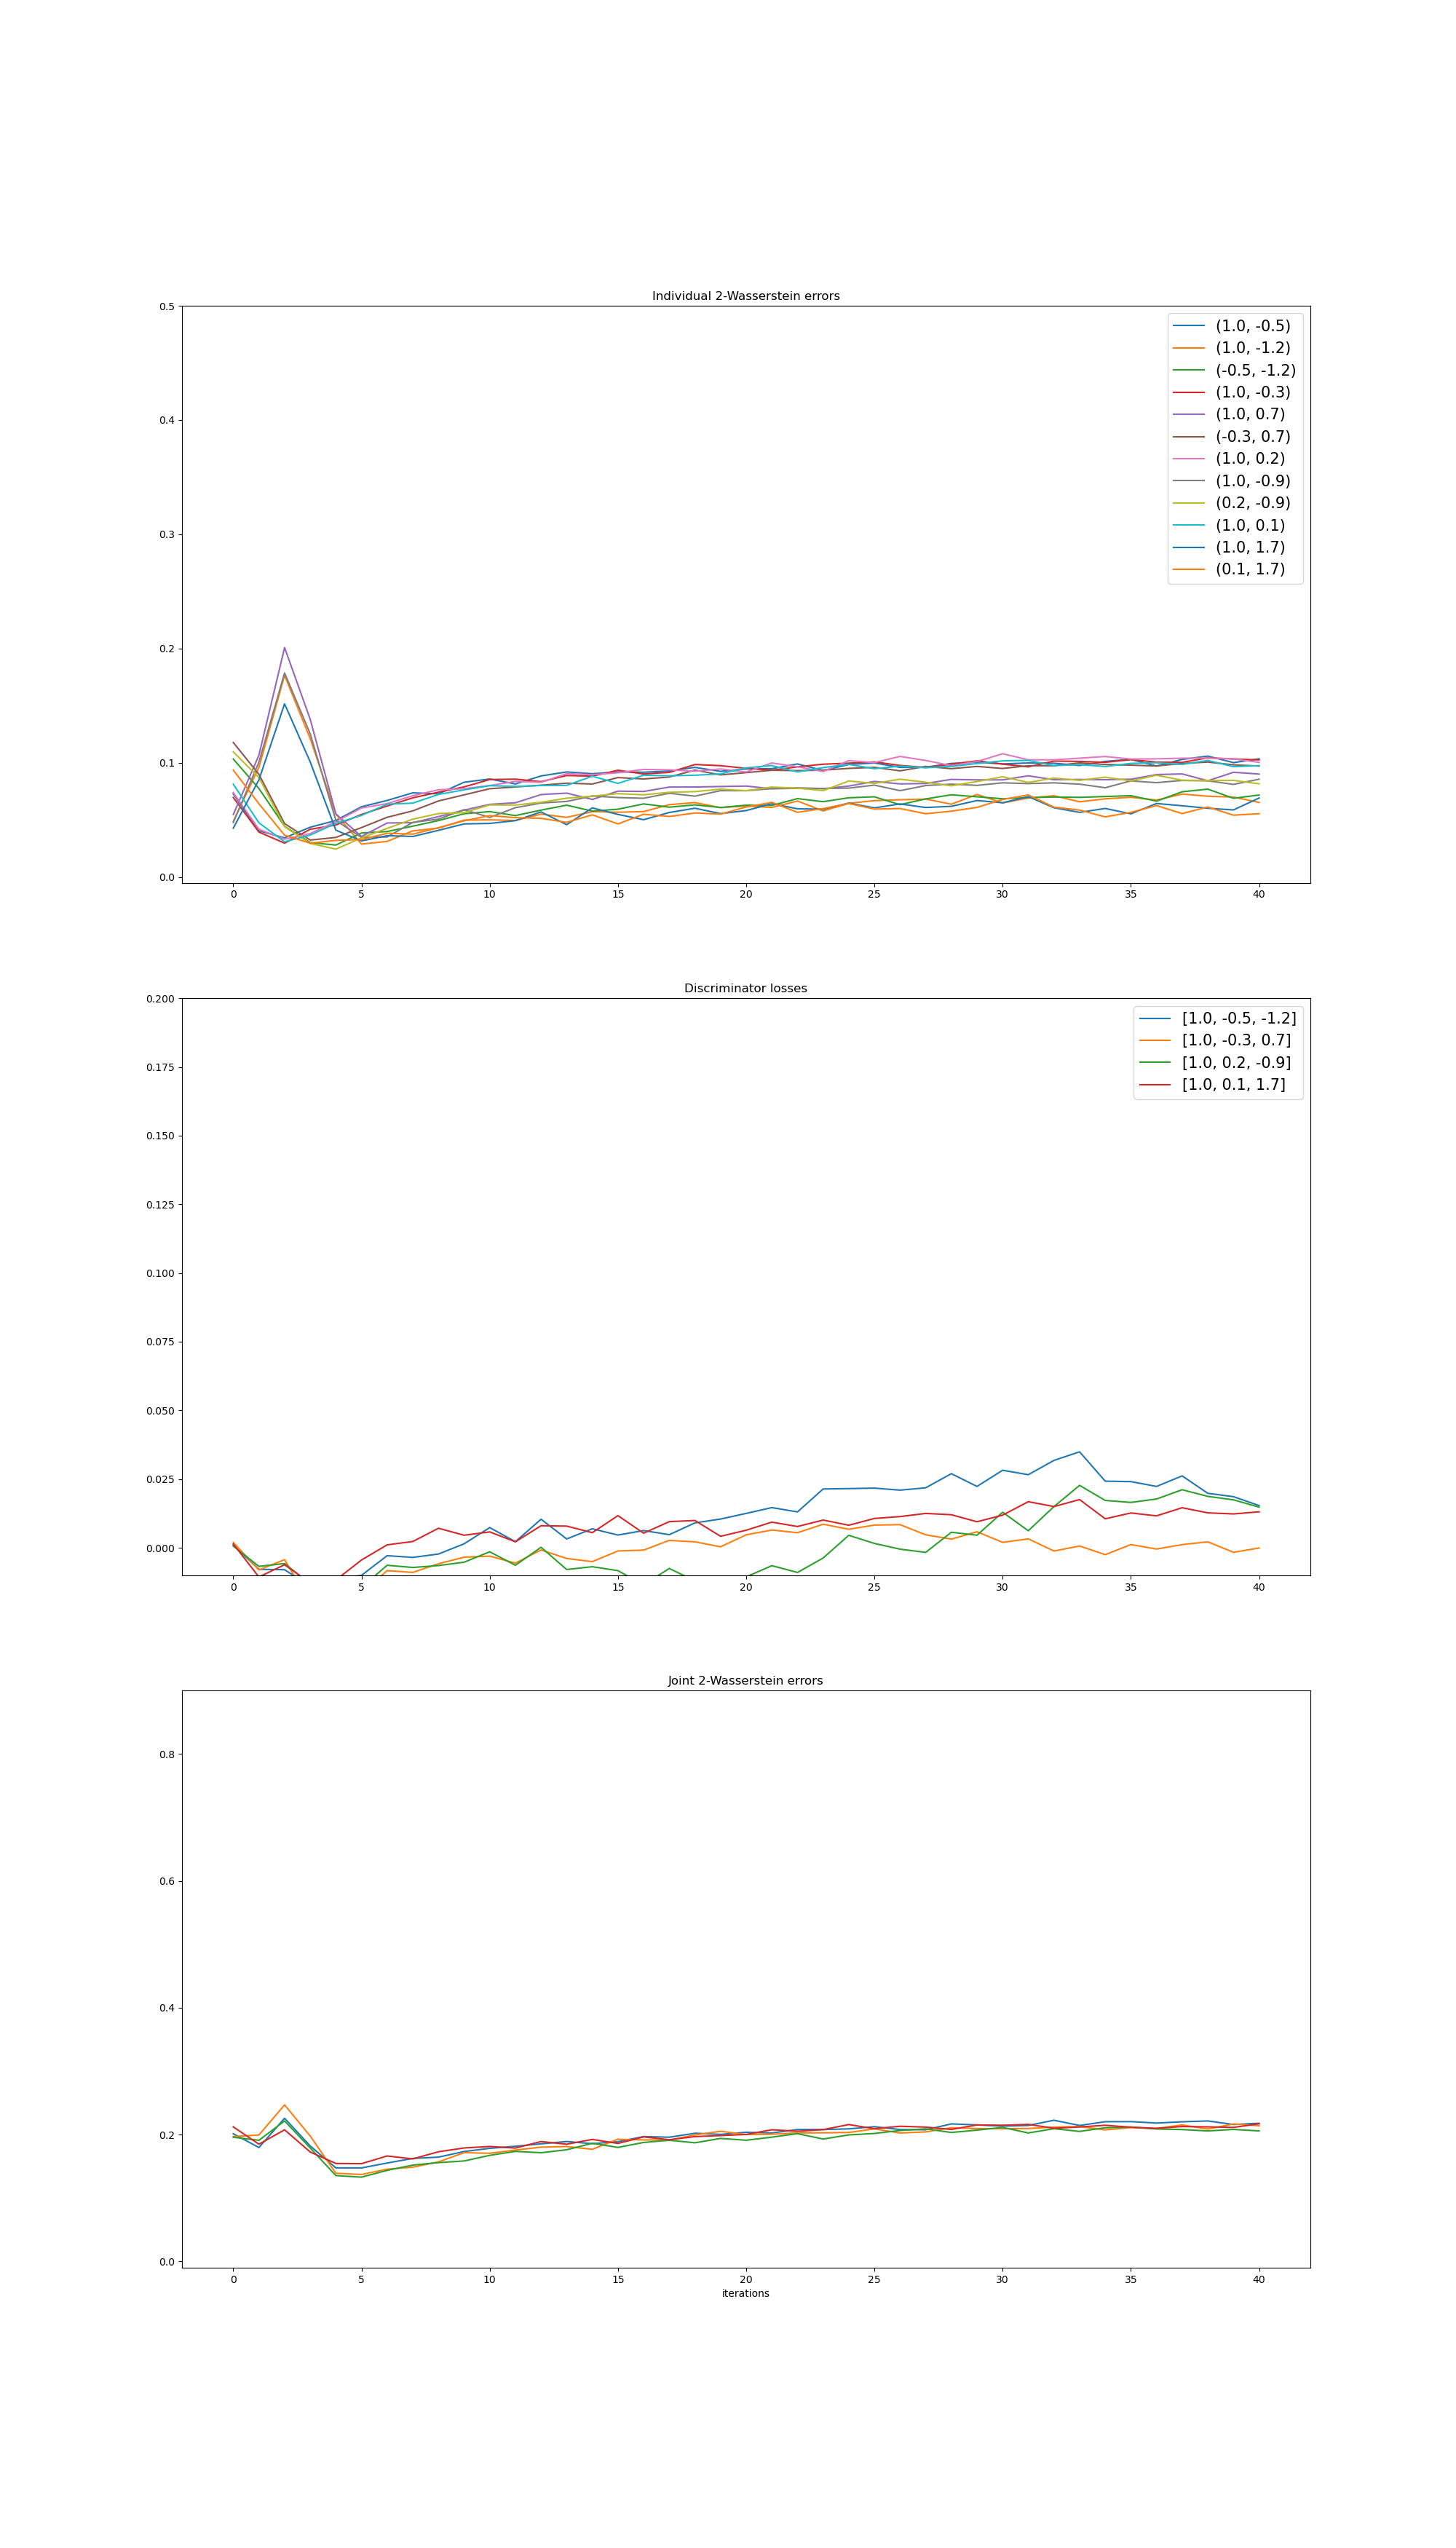 Individual 2-Wasserstein errors
0.5
0.4
0.3
0.2
0.1
0.0
(1.0, -0.5)
(1.0, -1.2)
(-0.5, -1.2)
(1.0, -0.3)
(1.0, 0.7)
(-0.3, 0.7)
(1.0, 0.2)
(1.0, -0.9)
(0.2, -0.9)
(1.0, 0.1)
(1.0, 1.7)
(0.1, 1.7)
0 5 10 15 20 25 30 35 40
Discriminator losses
0.200
0.175
0.150
0.125
0.100
0.075
0.050
0.025
0.000
[1.0, -0.5, -1.2]
[1.0, -0.3, 0.7]
[1.0, 0.2, -0.9]
[1.0, 0.1, 1.7]
0 5 10 15 20 25 30 35 40
Joint 2-Wasserstein errors
0.8
0.6
0.4
0.2
0.0
0 5 10 15 20 25 30 35 40
iterations